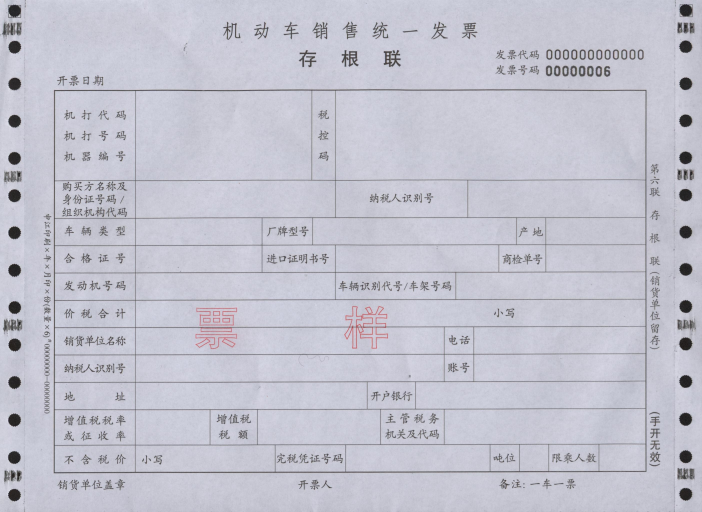 机动车销售统一发票
存根联
发票代码 000000000000
发票号码 00000006
开票日期
机打代码
机打号码
机器编号
税控码
购买方名称及
身份证号码/
组织机构代码
纳税人识别号
车辆类型
厂牌型号
产地
合格证号
进口证明书号
商检单号
发动机号码
车辆识别代号/车架号码
价税合计
票样
小写
销货单位名称
电话
纳税人识别号
账号
地址
开户银行
增值税税率
或征收率
增值税
税额
主管税务
机关及代码
不含税价
小写
完税凭证号码
吨位
限乘人数
销货单位盖章
开票人
备注:一车一票
第六联 存根联(销货单位留存)
(手开无效)